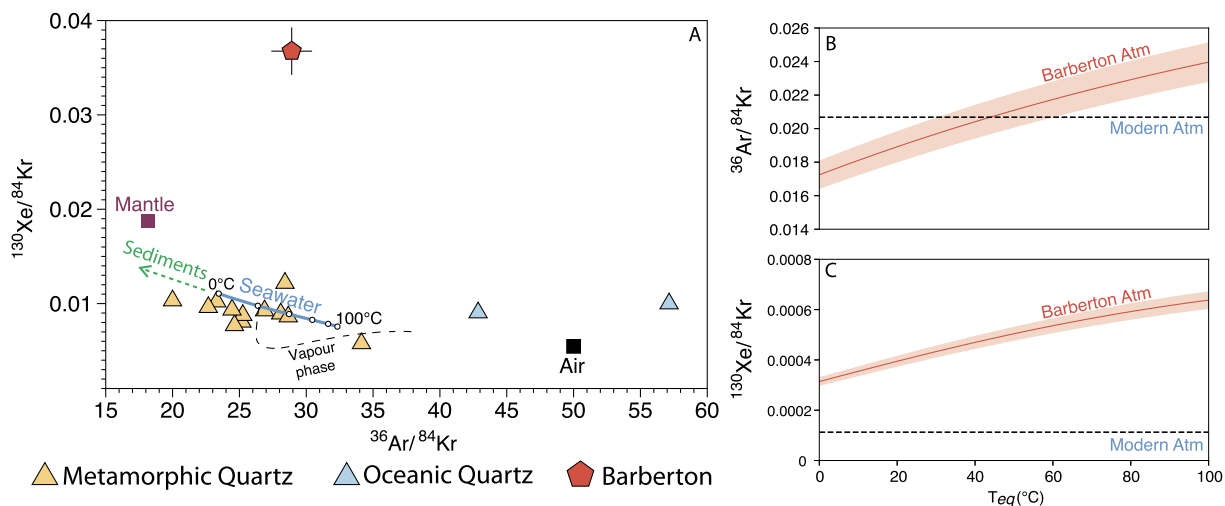 A
0.04
0.03
0.02
0.01
¹³⁰Xe/⁸⁴Kr
Mantle
Sediments
0°C
Seawater
100°C
Vapour
phase
Air
15 20 25 30 35 40 45 50 55 60
³⁶Ar/⁸⁴Kr
Metamorphic Quartz
Oceanic Quartz
Barberton
B
0.026
0.024
0.022
0.020
0.018
0.016
0.014
³⁶Ar/⁸⁴Kr
Barberton Atm
Modern Atm
C
0.0008
0.0006
0.0004
0.0002
0
¹³⁰Xe/⁸⁴Kr
Barberton Atm
Modern Atm
0 20 40 60 80 100
Teq(°C)